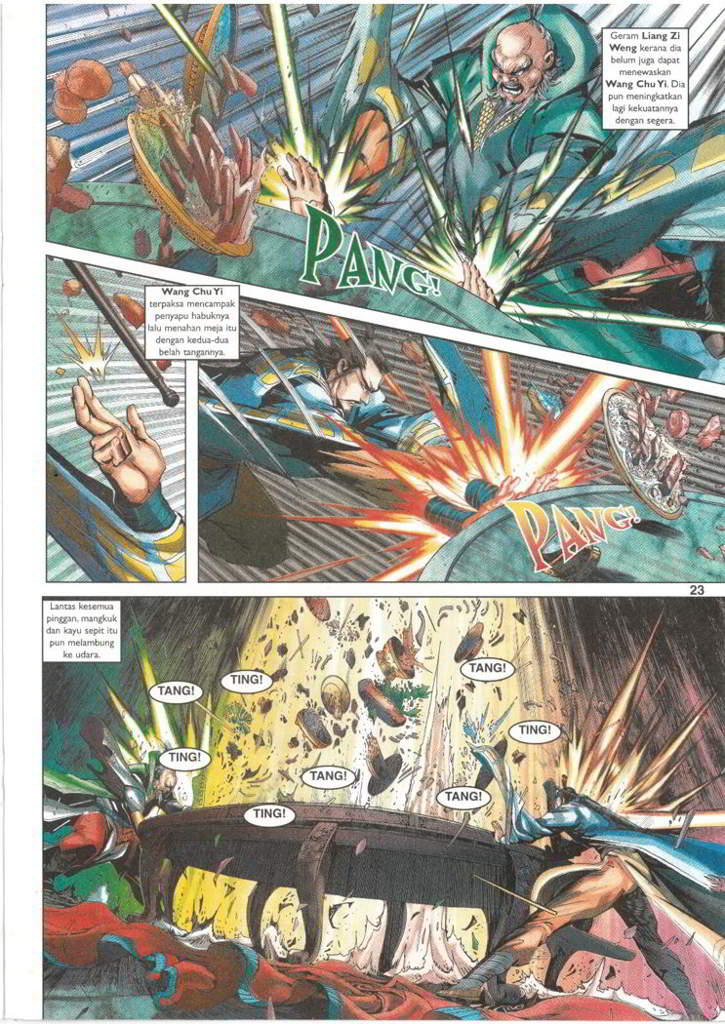 Geram Liang Zi
Weng kerana dia
belum juga dapat
menewaskan
Wang Chu Yi. Dia
pun meningkatkan
lagi kekuatannya
dengan segera.
PANG!
Wang Chu Yi
terpaksa mencampak
penyapu habuknya
lalu menahan meja itu
dengan kedua-dua
belah tangannya.
PANG!
23
Lantas kesemua
pinggan, mangkuk
dan kayu sepit itu
pun melambung
ke udara.
TANG!
TING!
TANG!
TING!
TING!
TANG!
TANG!
TING!